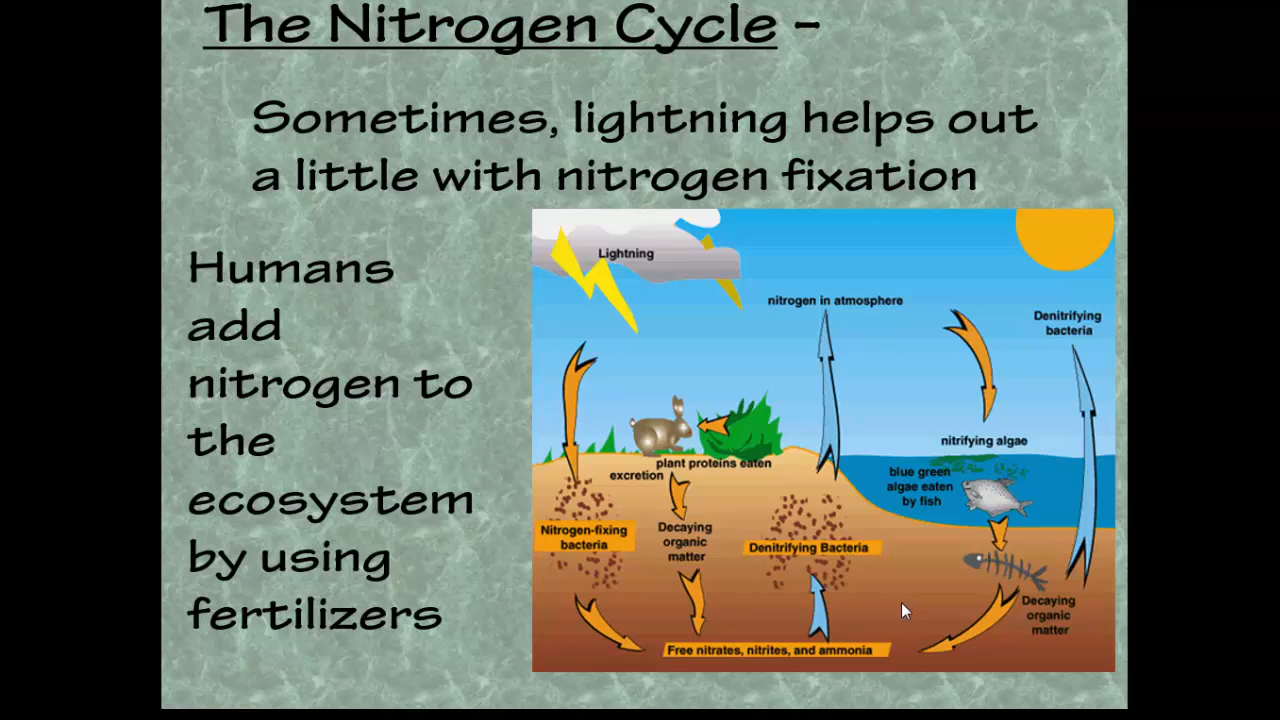 The Nitrogen Cycle –
Sometimes, lightning helps out
a little with nitrogen fixation
Humans
add
nitrogen to
the
ecosystem
by using
fertilizers
Lightning
nitrogen in atmosphere
Denitrifying
bacteria
nitrifying algae
blue green
algae eaten
by fish
plant proteins eaten
excretion
Nitrogen-fixing
bacteria
Decaying
organic
matter
Denitrifying Bacteria
Decaying
organic
matter
Free nitrates, nitrites, and ammonia